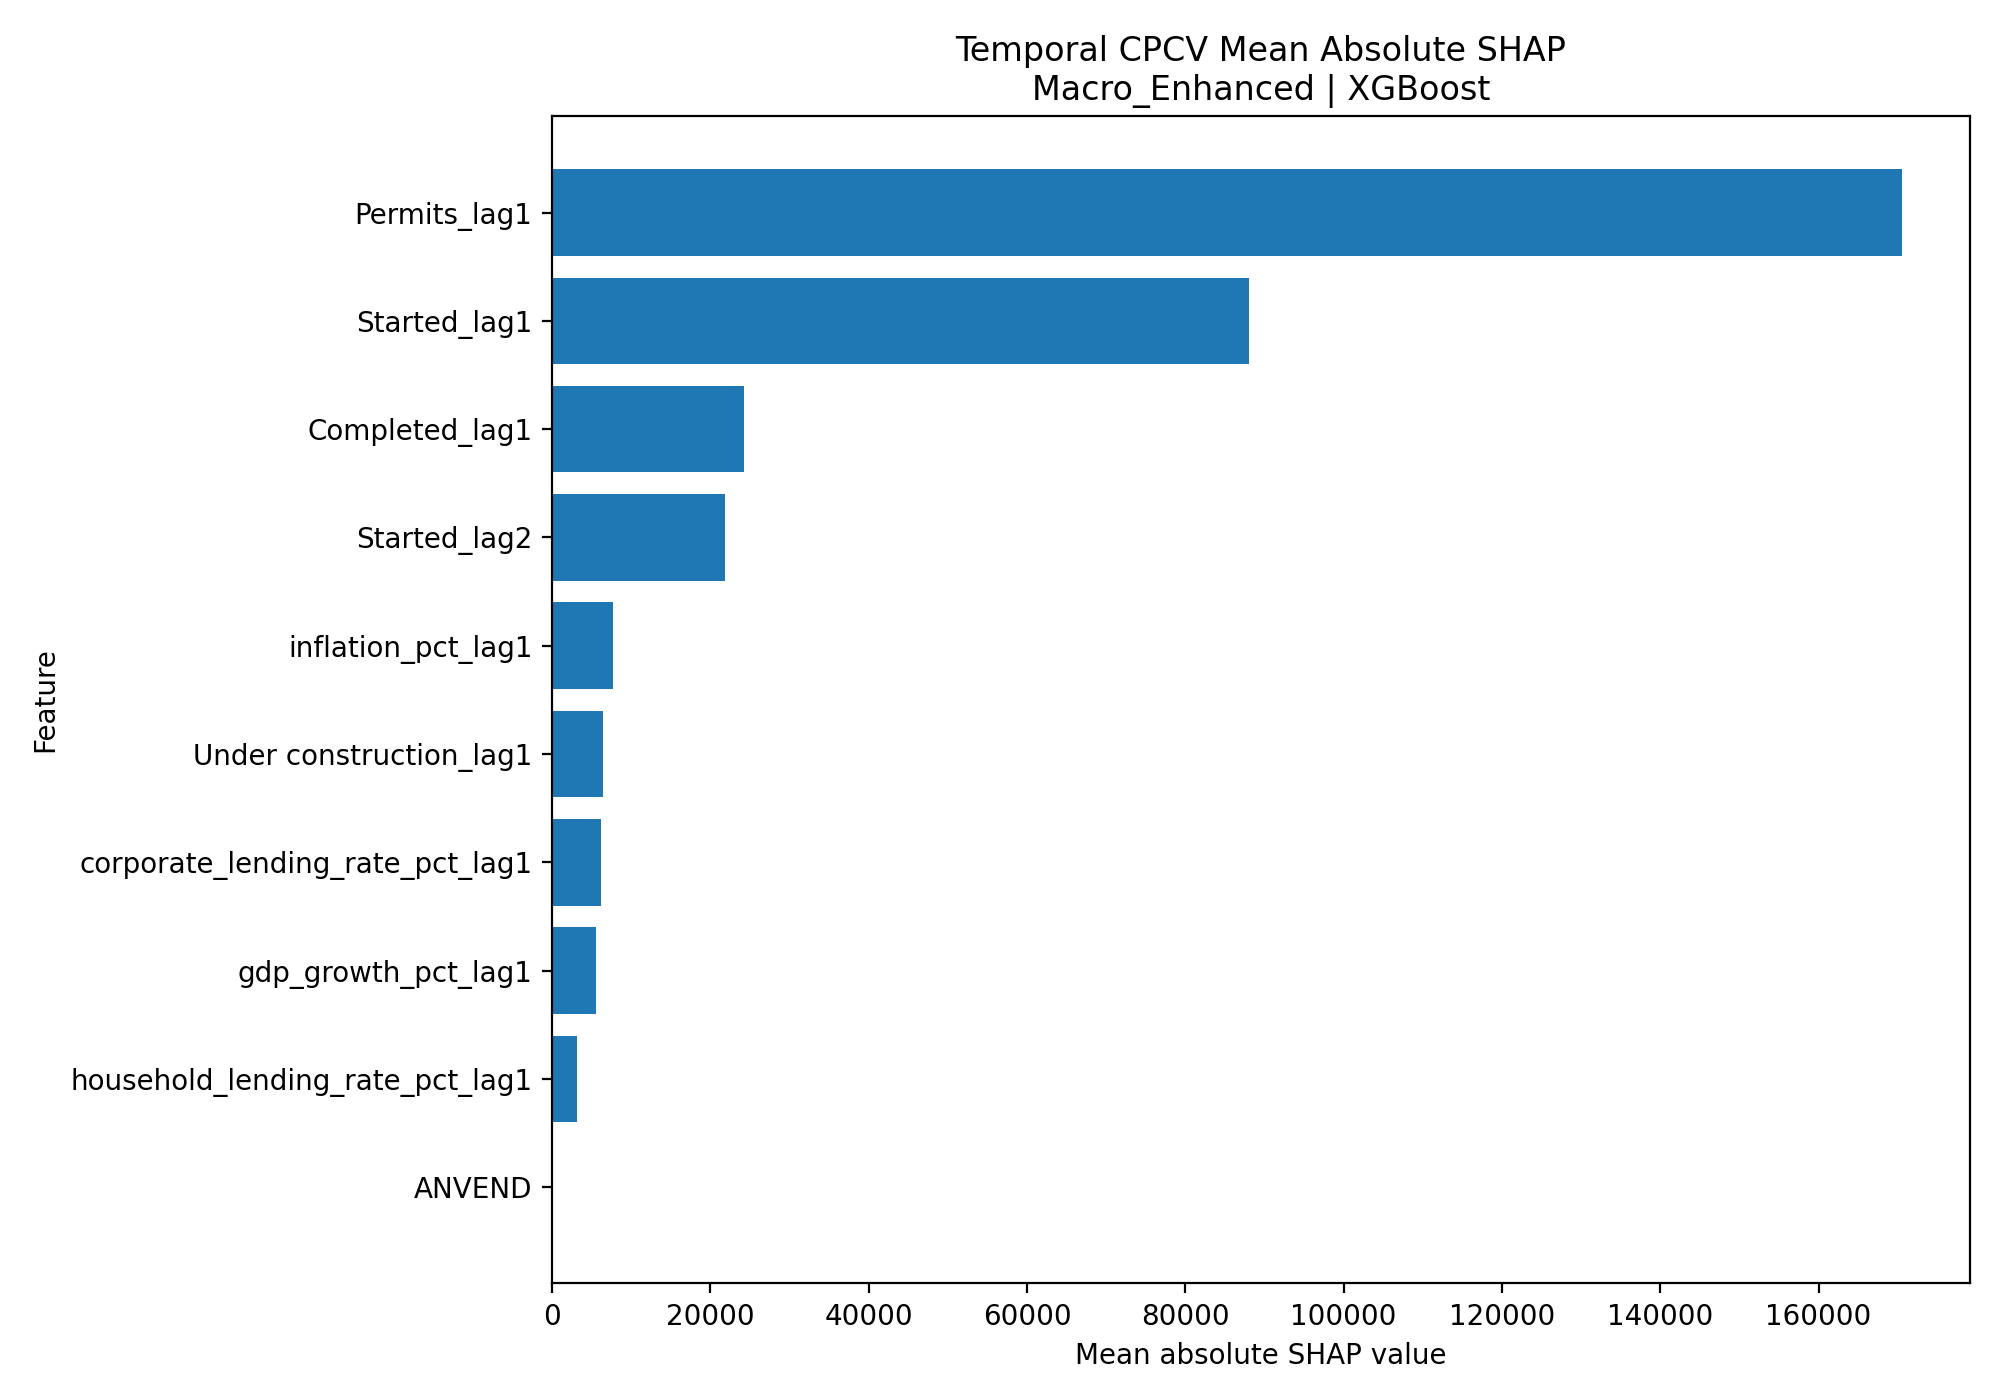 Temporal CPCV Mean Absolute SHAP
Macro_Enhanced | XGBoost
Feature
Permits_lag1
Started_lag1
Completed_lag1
Started_lag2
inflation_pct_lag1
Under construction_lag1
corporate_lending_rate_pct_lag1
gdp_growth_pct_lag1
household_lending_rate_pct_lag1
ANVEND
0 20000 40000 60000 80000 100000 120000 140000 160000
Mean absolute SHAP value